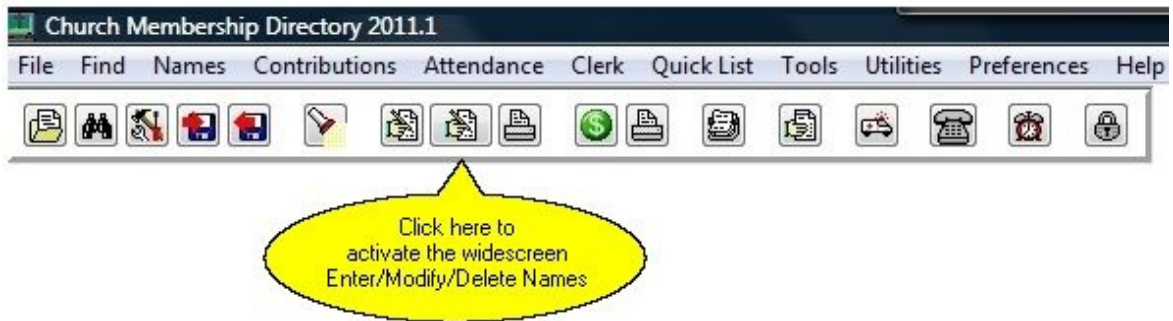 Church Membership Directory 2011.1
File Find Names Contributions Attendance Clerk Quick List Tools Utilities Preferences Help
$
Click here to
activate the widescreen
Enter/Modify/Delete Names